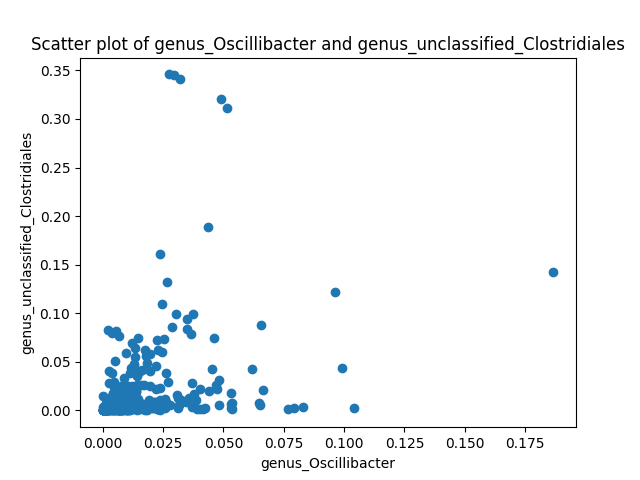 Scatter plot of genus_Oscillibacter and genus_unclassified_Clostridiales
genus_unclassified_Clostridiales
0.35
0.30
0.25
0.20
0.15
0.10
0.05
0.00
0.000 0.025 0.050 0.075 0.100 0.125 0.150 0.175
genus_Oscillibacter